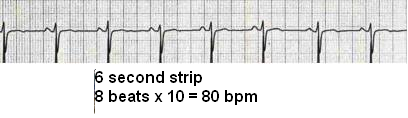 6 second strip
8 beats x 10 = 80 bpm